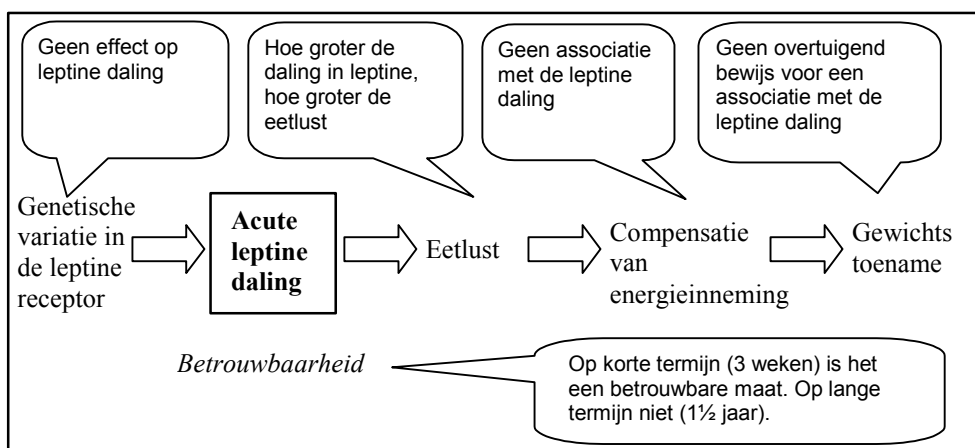 Geen effect op
leptine daling
Hoe groter de
daling in leptine,
hoe groter de
eetlust
Geen associatie
met de leptine
daling
Geen overtuigend
bewijs voor een
associatie met de
leptine daling
Genetische
variatie in
de leptine
receptor
Acute
leptine
daling
Eetlust
Compensatie
van
energieinneming
Gewichts
toename
Betrouwbaarheid
Op korte termijn (3 weken) is het
een betrouwbare maat. Op lange
termijn niet (1½ jaar).